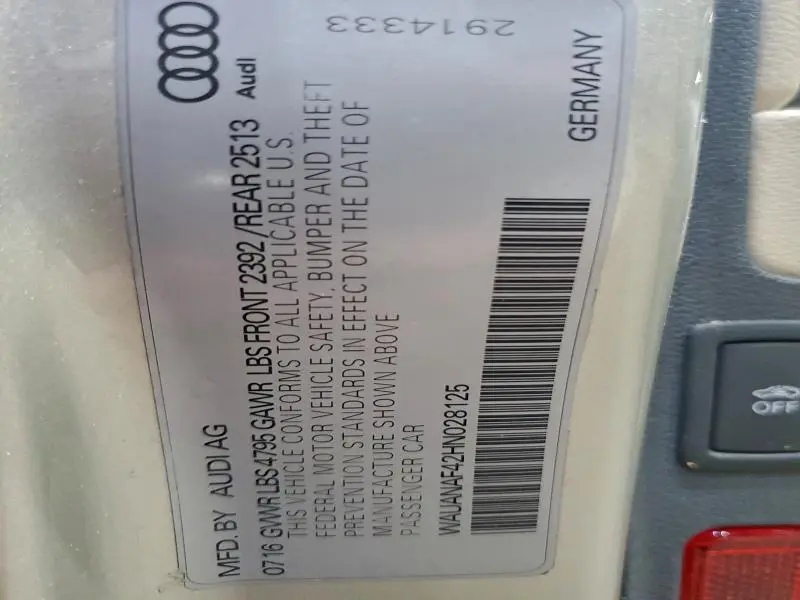 MFD. BY AUDI AG
0716 GVWR LBS 4795 GAWR LBS FRONT 2392/REAR 2513
THIS VEHICLE CONFORMS TO ALL APPLICABLE U.S.
FEDERAL MOTOR VEHICLE SAFETY, BUMPER AND THEFT
PREVENTION STANDARDS IN EFFECT ON THE DATE OF
MANUFACTURE SHOWN ABOVE
PASSENGER CAR
WAUANAF42HN028125
Audi
2914333
GERMANY
OFF